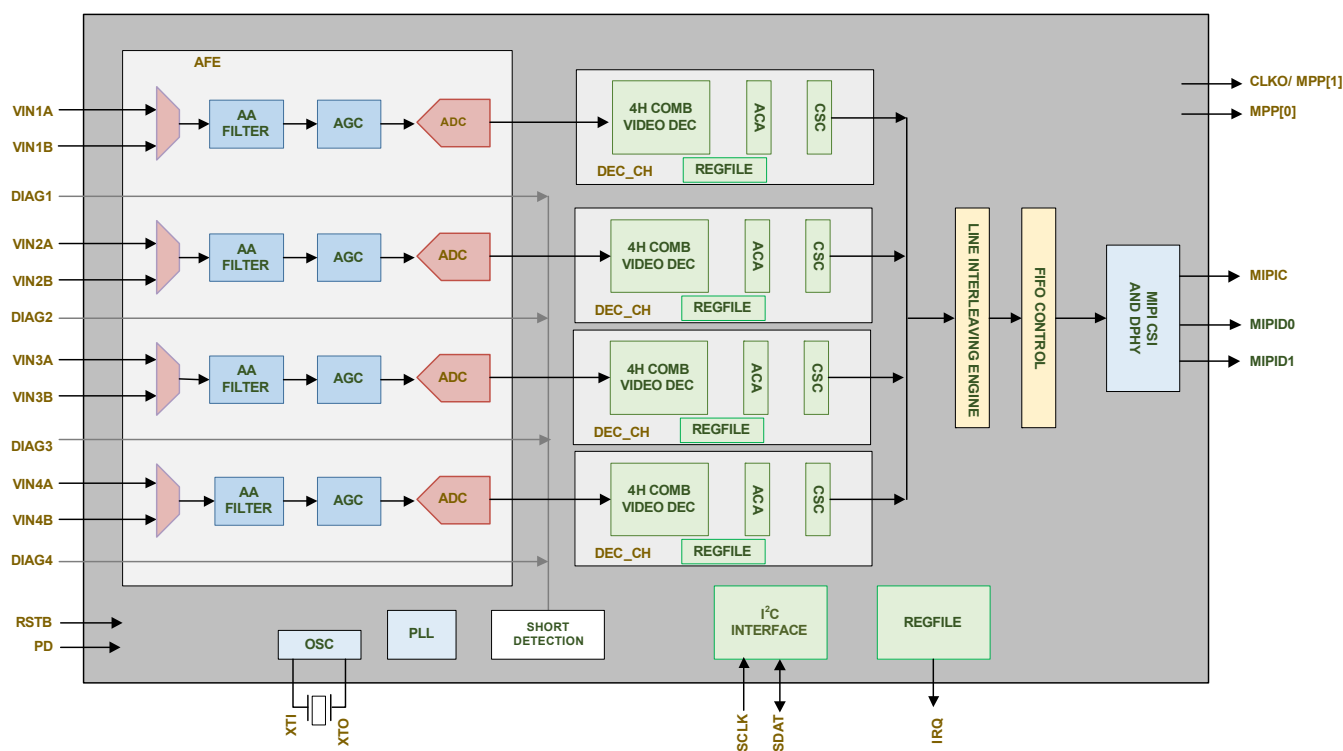 AFE
VIN1A
VIN1B
AA
FILTER
AGC
ADC
4H COMB
VIDEO DEC
ACA
CSC
DEC_CH
REGFILE
CLKO/ MPP[1]
MPP[0]
DIAG1
VIN2A
VIN2B
AA
FILTER
AGC
ADC
4H COMB
VIDEO DEC
ACA
CSC
DEC_CH
REGFILE
DIAG2
VIN3A
VIN3B
AA
FILTER
AGC
ADC
4H COMB
VIDEO DEC
ACA
CSC
DEC_CH
REGFILE
DIAG3
VIN4A
VIN4B
AA
FILTER
AGC
ADC
4H COMB
VIDEO DEC
ACA
CSC
DEC_CH
REGFILE
DIAG4
LINE INTERLEAVING ENGINE
FIFO CONTROL
MIPI CSI
AND DPHY
MIPIC
MIPID0
MIPID1
RSTB
PD
OSC
PLL
SHORT
DETECTION
I²C
INTERFACE
REGFILE
XTI
XTO
SCLK
SDAT
IRQ